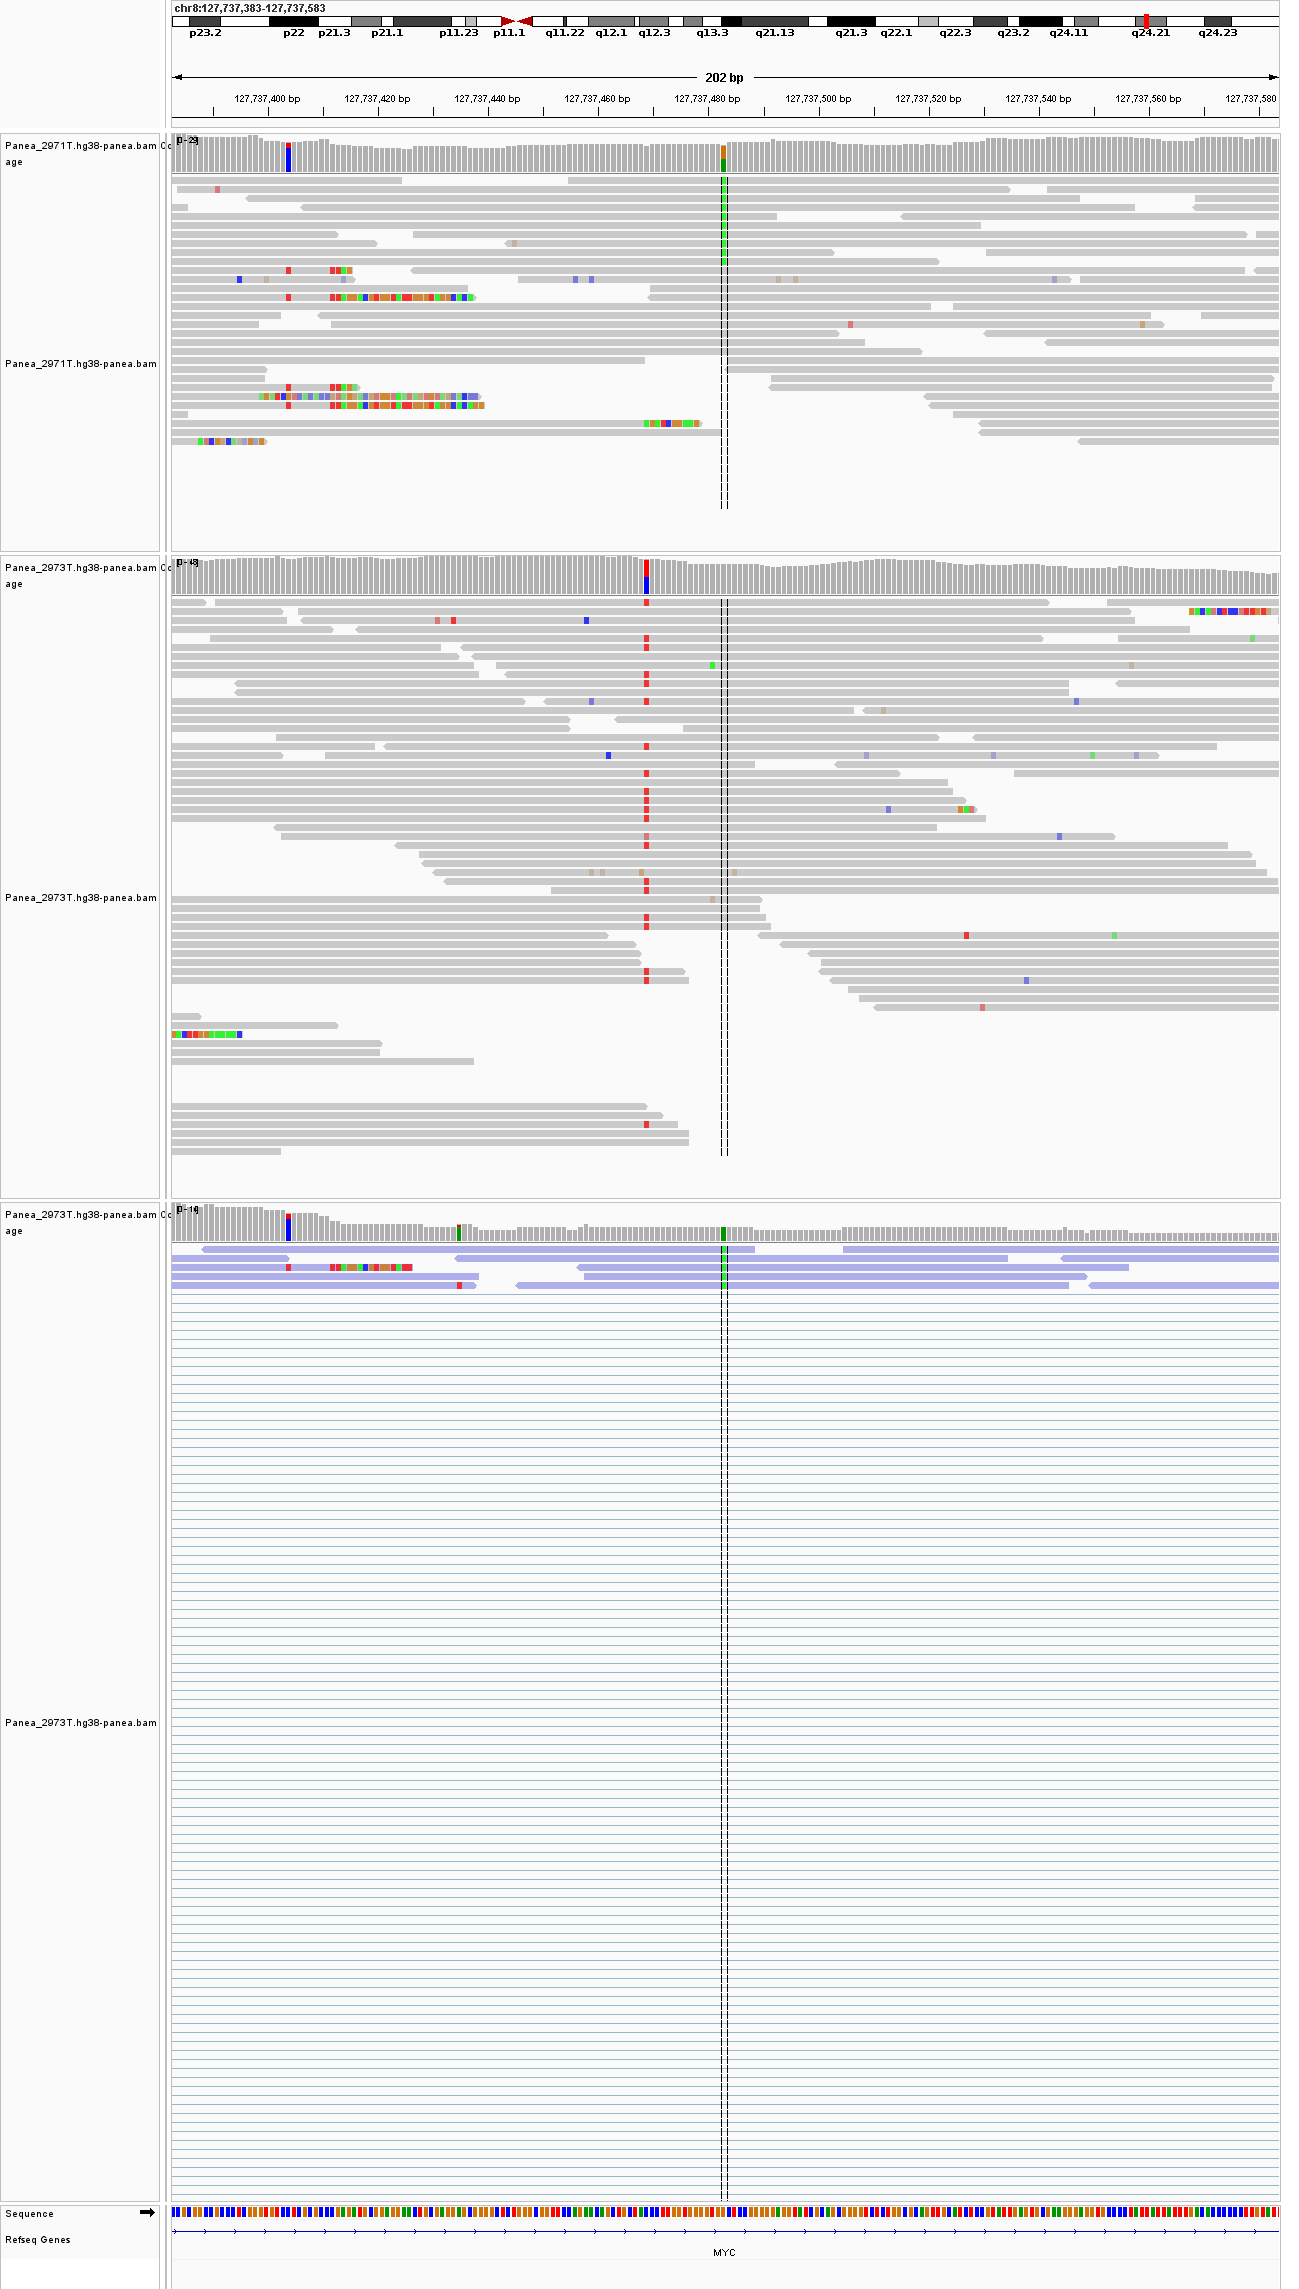 chr8:127,737,383-127,737,583
p23.2 p22 p21.3 p21.1 p11.23 p11.1 q11.22 q12.1 q12.3 q13.3 q21.13 q21.3 q22.1 q22.3 q23.2 q24.11 q24.21 q24.23
202 bp
127,737,400 bp 127,737,420 bp 127,737,440 bp 127,737,460 bp 127,737,480 bp 127,737,500 bp 127,737,520 bp 127,737,540 bp 127,737,560 bp 127,737,580
Panea_2971T.hg38-panea.bam Co
age
[0-29]
Panea_2971T.hg38-panea.bam
Panea_2973T.hg38-panea.bam Co
age
Panea_2973T.hg38-panea.bam
Panea_2973T.hg38-panea.bam Co
age
Panea_2973T.hg38-panea.bam
Sequence
Refseq Genes
MYC